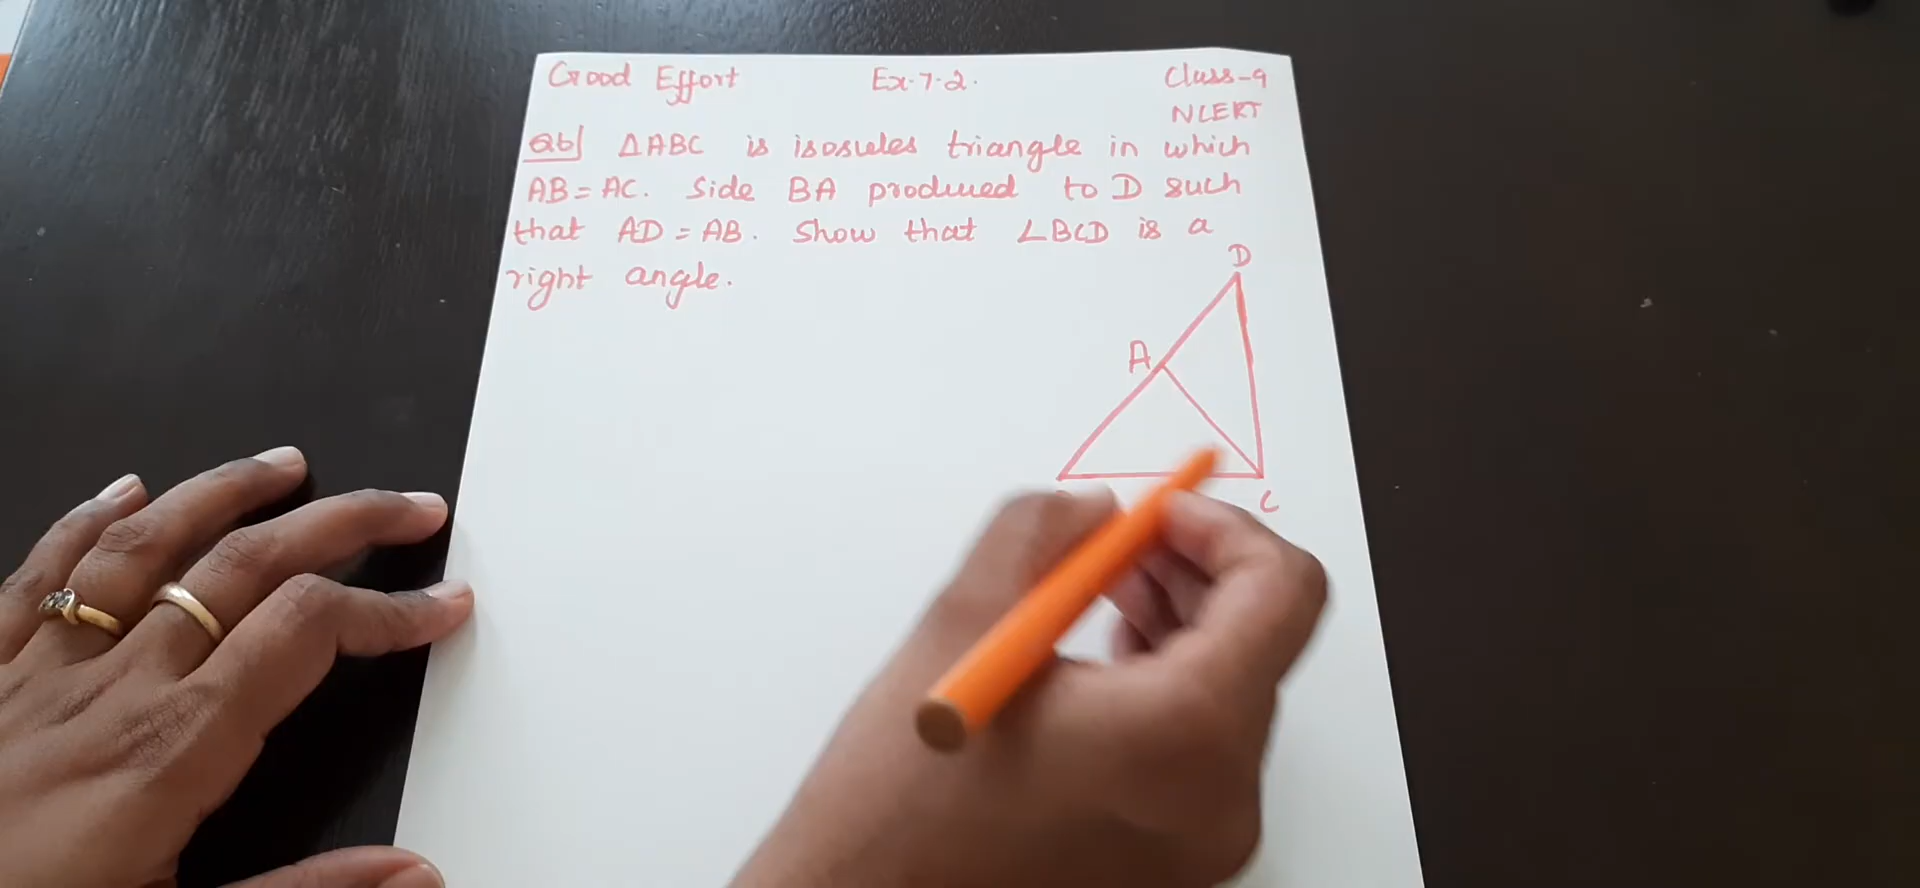 Good Effort Ex-7.2. Class-9
NCERT
Q6] ΔABC is isosceles triangle in which
AB = AC. Side BA produced to D such
that AD = AB. Show that ∠BCD is a
right angle.
D
A
C